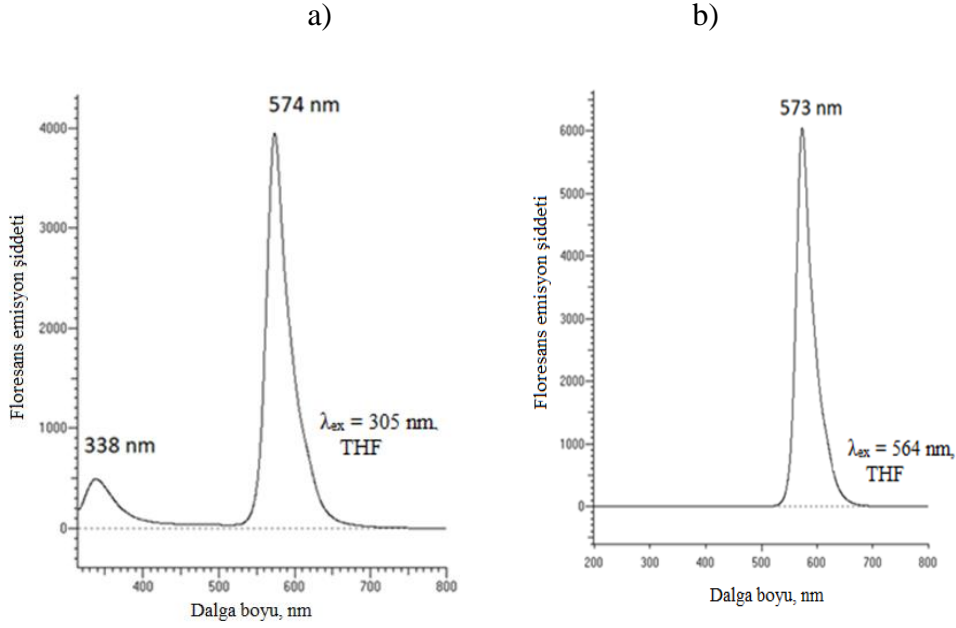 a)
574 nm
4000
3000
2000
1000
0
338 nm
λex = 305 nm,
THF
400
500
600
700
800
Floresans emisyon şiddeti
Dalga boyu, nm
b)
573 nm
6000
5000
4000
3000
2000
1000
0
λex = 564 nm,
THF
200
300
400
500
600
700
800
Floresans emisyon şiddeti
Dalga boyu, nm